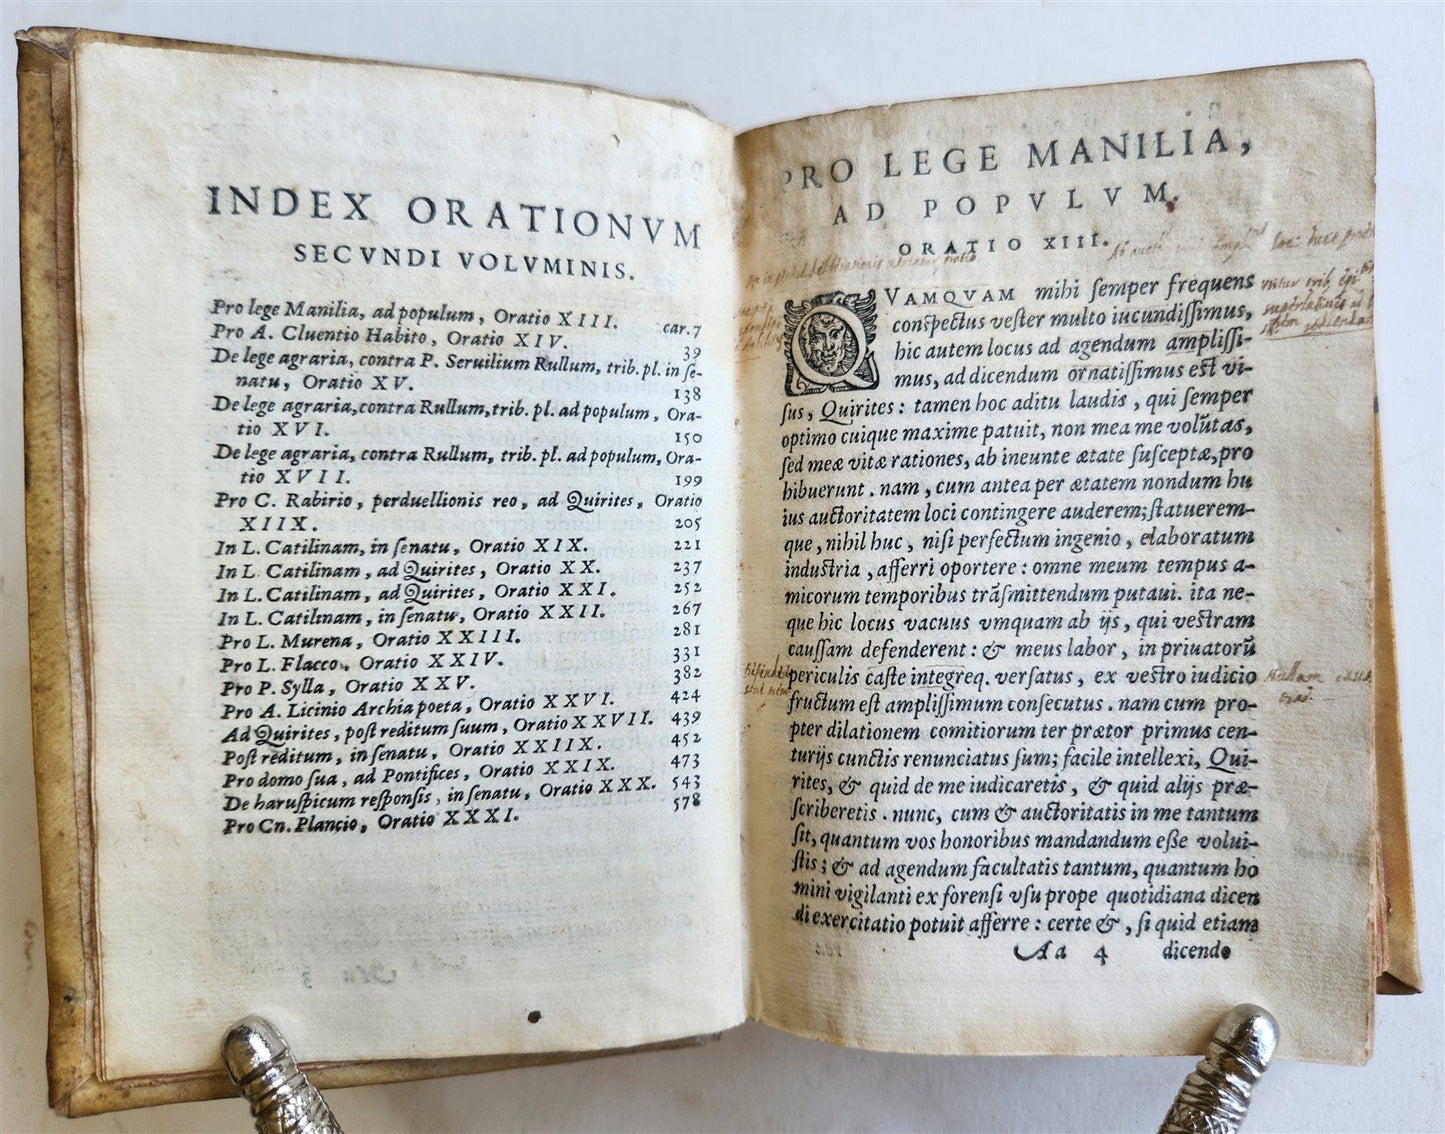 INDEX ORATIONVM
SECVNDI VOLVMINIS.
Pro lege Manilia, ad populum, Oratio XIII. car. 7
Pro A. Cluentio Habito, Oratio XIV. 39
De lege agraria, contra P. Seruilium Rullum, trib. pl. in ſe-
natu, Oratio XV. 138
De lege agraria, contra Rullum, trib. pl. ad populum, Ora-
tio XVI. 150
De lege agraria, contra Rullum, trib. pl. ad populum, Ora-
tio XVII. 199
Pro C. Rabirio, perduellionis reo, ad Quirites, Oratio
XIIX. 205
In L. Catilinam, in ſenatu, Oratio XIX. 221
In L. Catilinam, ad Quirites, Oratio XX. 237
In L. Catilinam, ad Quirites, Oratio XXI. 252
In L. Catilinam, in ſenatu, Oratio XXII. 267
Pro L. Murena, Oratio XXIII. 281
Pro L. Flacco, Oratio XXIV. 331
Pro P. Sylla, Oratio XXV. 382
Pro A. Licinio Archia poeta, Oratio XXVI. 424
Ad Quirites, poſt reditum ſuum, Oratio XXVII. 439
Poſt reditum, in ſenatu, Oratio XXIIX. 452
Pro domo ſua, ad Pontifices, Oratio XXIX. 473
De haruſpicum reſponſis, in ſenatu, Oratio XXX. 543
Pro Cn. Plancio, Oratio XXXI. 578
PRO LEGE MANILIA,
AD POPVLVM.
ORATIO XIII.
QVAMQVAM mihi ſemper frequens
conſpectus veſter multo iucundiſſimus,
hic autem locus ad agendum ampliſſi-
mus, ad dicendum ornatiſſimus eſt vi-
ſus, Quirites: tamen hoc aditu laudis, qui ſemper
optimo cuique maxime patuit, non mea me volūtas,
ſed meæ vitæ rationes, ab ineunte ætate ſuſceptæ, pro
hibuerunt. nam, cum antea per ætatem nondum hu
ius auctoritatem loci contingere auderem; ſtatuerem-
que, nihil huc, niſi perfectum ingenio, elaboratum
induſtria, afferri oportere: omne meum tempus a-
micorum temporibus trāſmittendum putaui. ita ne-
que hic locus vacuus vmquam ab ijs, qui veſtram
cauſſam defenderent: & meus labor, in priuatorū
periculis caſte integreq. verſatus, ex veſtro iudicio
fructum eſt ampliſſimum conſecutus. nam cum pro-
pter dilationem comitiorum ter prætor primus cen-
turijs cunctis renunciatus ſum; facile intellexi, Qui-
rites, & quid de me iudicaretis, & quid alijs præ-
ſcriberetis. nunc, cum & auctoritatis in me tantum
ſit, quantum vos honoribus mandandum eſſe volui-
ſtis; & ad agendum facultatis tantum, quantum ho
mini vigilanti ex forenſi vſu prope quotidiana dicen
di exercitatio potuit afferre: certe &, ſi quid etiam
Aa 4 dicendo